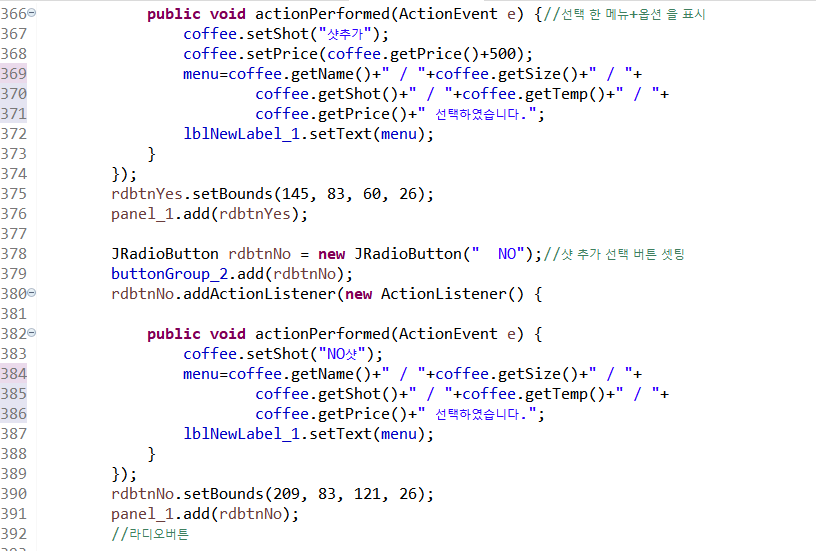 366 public void actionPerformed(ActionEvent e) {//선택 한 메뉴+옵션 을 표시
367 coffee.setShot("샷추가");
368 coffee.setPrice(coffee.getPrice()+500);
369 menu=coffee.getName()+" / "+coffee.getSize()+" / "+
370 coffee.getShot()+" / "+coffee.getTemp()+" / "+
371 coffee.getPrice()+" 선택하였습니다.";
372 lblNewLabel_1.setText(menu);
373 }
374 });
375 rdbtnYes.setBounds(145, 83, 60, 26);
376 panel_1.add(rdbtnYes);
377
378 JRadioButton rdbtnNo = new JRadioButton("  NO");//샷 추가 선택 버튼 셋팅
379 buttonGroup_2.add(rdbtnNo);
380 rdbtnNo.addActionListener(new ActionListener() {
381
382 public void actionPerformed(ActionEvent e) {
383 coffee.setShot("NO샷");
384 menu=coffee.getName()+" / "+coffee.getSize()+" / "+
385 coffee.getShot()+" / "+coffee.getTemp()+" / "+
386 coffee.getPrice()+" 선택하였습니다.";
387 lblNewLabel_1.setText(menu);
388 }
389 });
390 rdbtnNo.setBounds(209, 83, 121, 26);
391 panel_1.add(rdbtnNo);
392 //라디오버튼